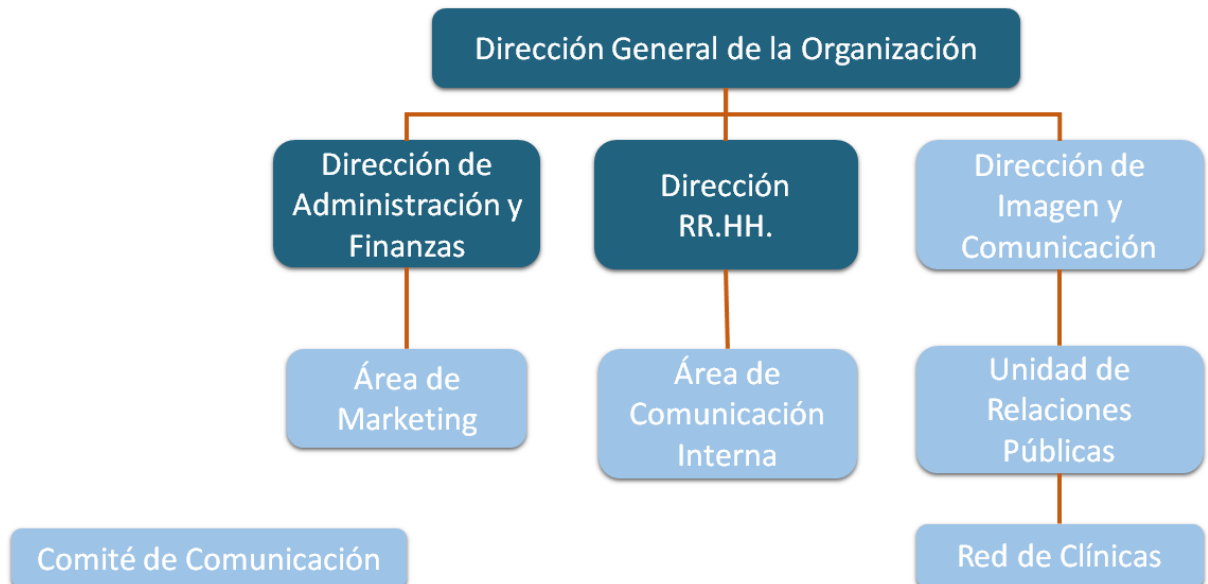 Dirección General de la Organización
Dirección de
Administración y
Finanzas
Dirección
RR.HH.
Dirección de
Imagen y
Comunicación
Área de
Marketing
Área de
Comunicación
Interna
Unidad de
Relaciones
Públicas
Comité de Comunicación
Red de Clínicas